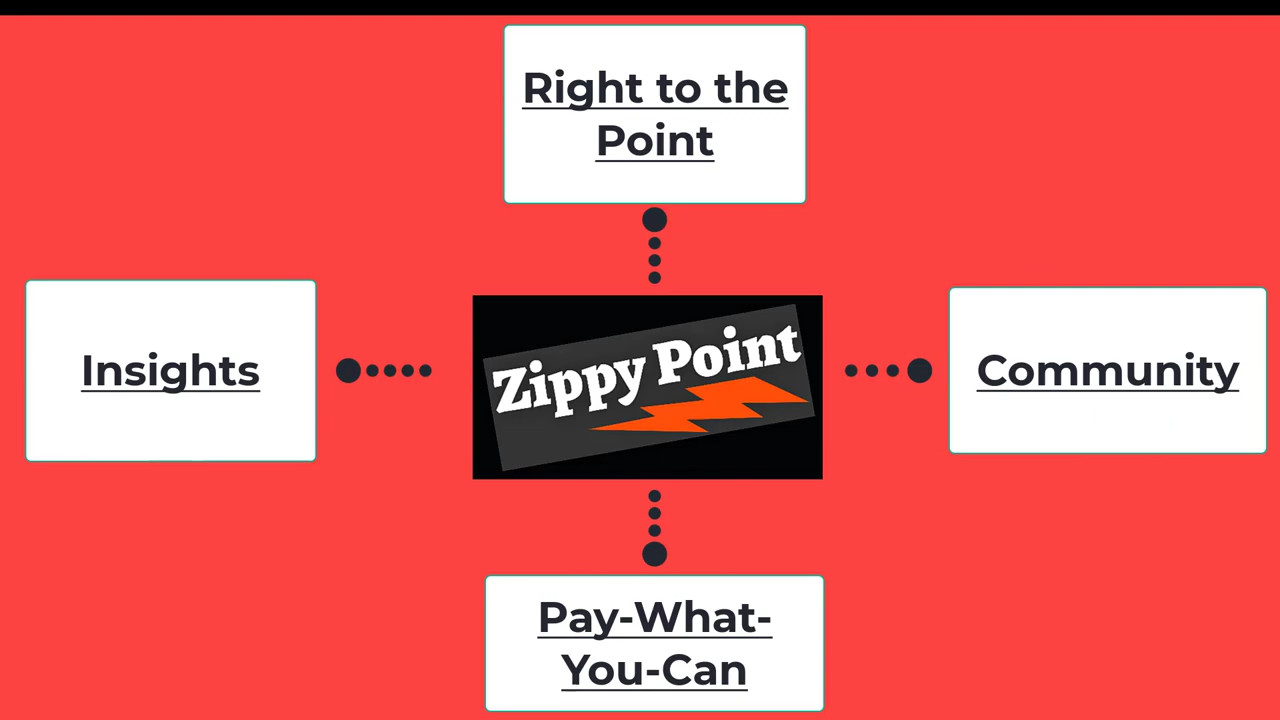 Right to the
Point
Insights
Zippy Point
Community
Pay-What-
You-Can